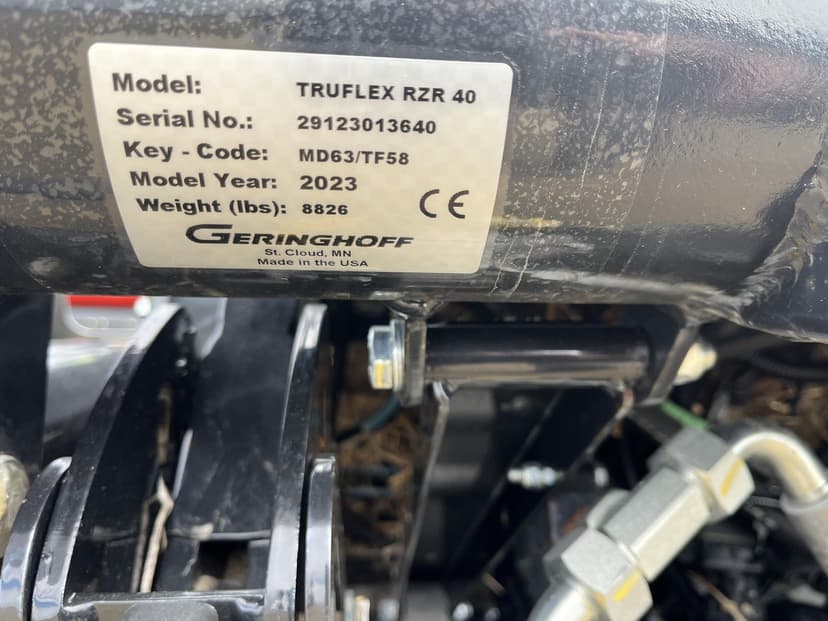 Model: TRUFLEX RZR 40
Serial No.: 29123013640
Key - Code: MD63/TF58
Model Year: 2023
Weight (lbs): 8826
CE
GERINGHOFF
St. Cloud, MN
Made in the USA